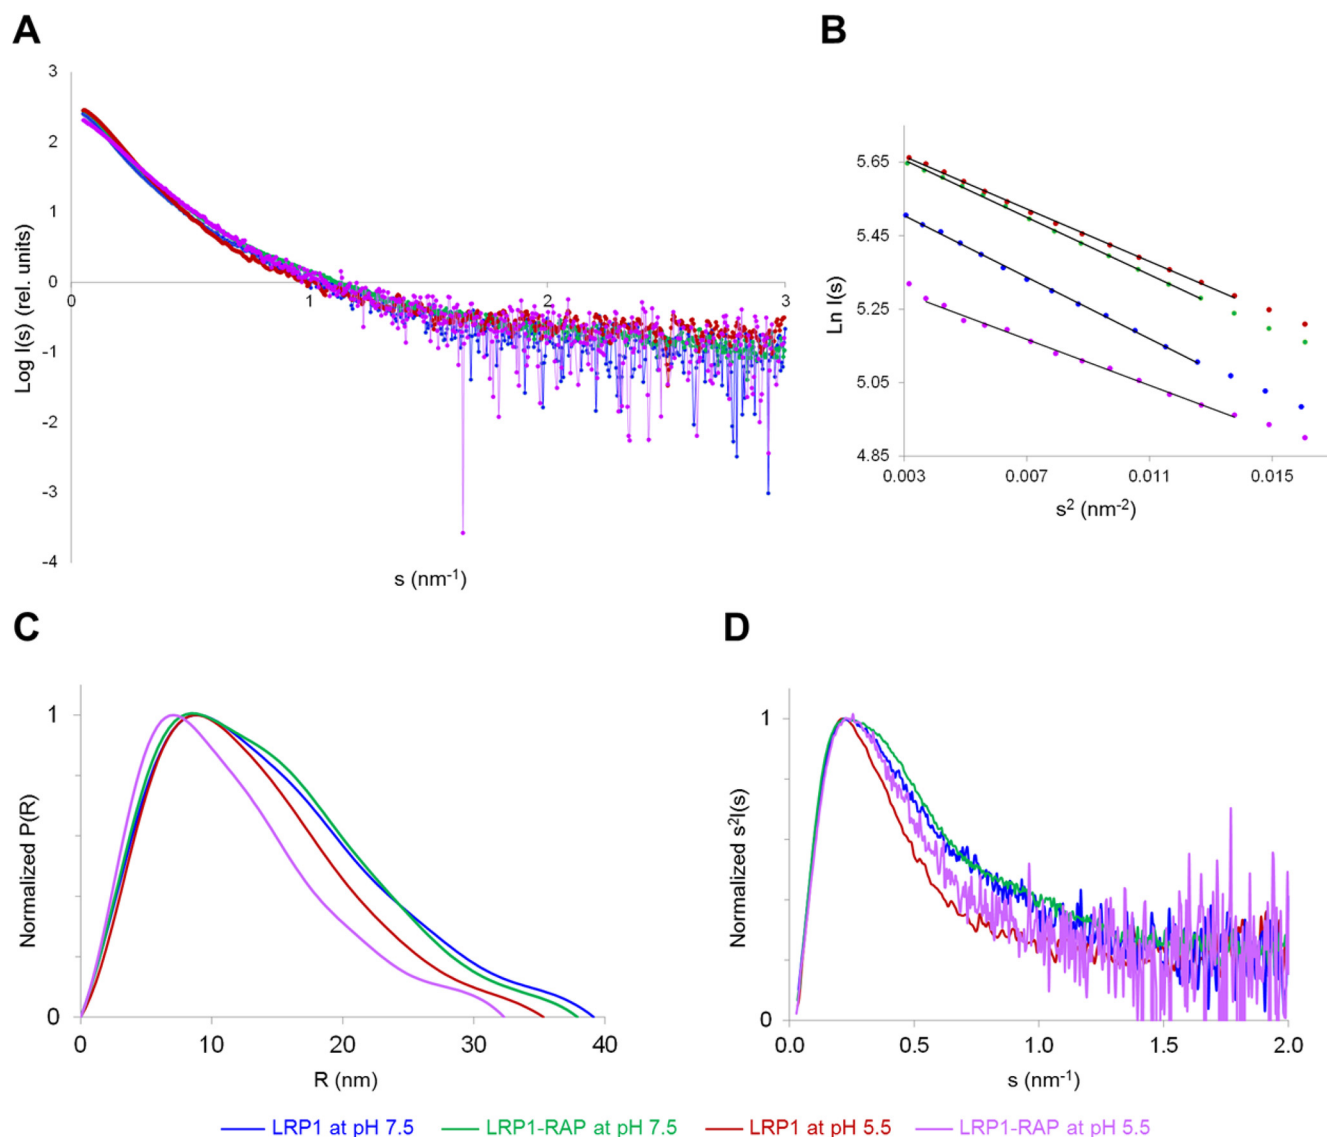 A
Log I(s) (rel. units)
3
2
1
0
-1
-2
-3
-4
0
1
2
3
s (nm-1)
B
Ln I(s)
5.65
5.45
5.25
5.05
4.85
0.003
0.007
0.011
0.015
s2 (nm-2)
C
Normalized P(R)
1
0
0
10
20
30
40
R (nm)
D
Normalized s2I(s)
1
0
0.0
0.5
1.0
1.5
2.0
s (nm-1)
LRP1 at pH 7.5
LRP1-RAP at pH 7.5
LRP1 at pH 5.5
LRP1-RAP at pH 5.5